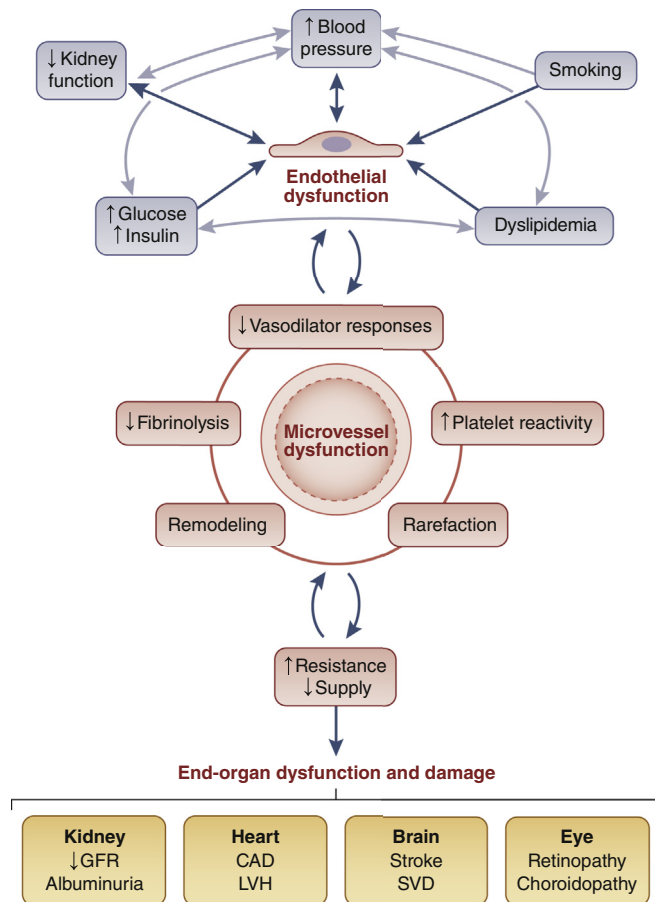 ↑Blood
pressure
↓Kidney
function
Smoking
Endothelial
dysfunction
↑Glucose
↑Insulin
Dyslipidemia
↓Vasodilator responses
↓Fibrinolysis
↑Platelet reactivity
Microvessel
dysfunction
Remodeling
Rarefaction
↑Resistance
↓Supply
End-organ dysfunction and damage
Kidney
↓GFR
Albuminuria
Heart
CAD
LVH
Brain
Stroke
SVD
Eye
Retinopathy
Choroidopathy